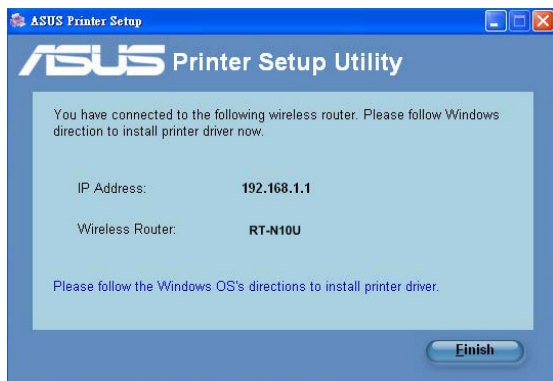 ASUS Printer Setup
ASUS Printer Setup Utility
You have connected to the following wireless router. Please follow Windows
direction to install printer driver now.
IP Address: 192.168.1.1
Wireless Router: RT-N10U
Please follow the Windows OS's directions to install printer driver.
Finish